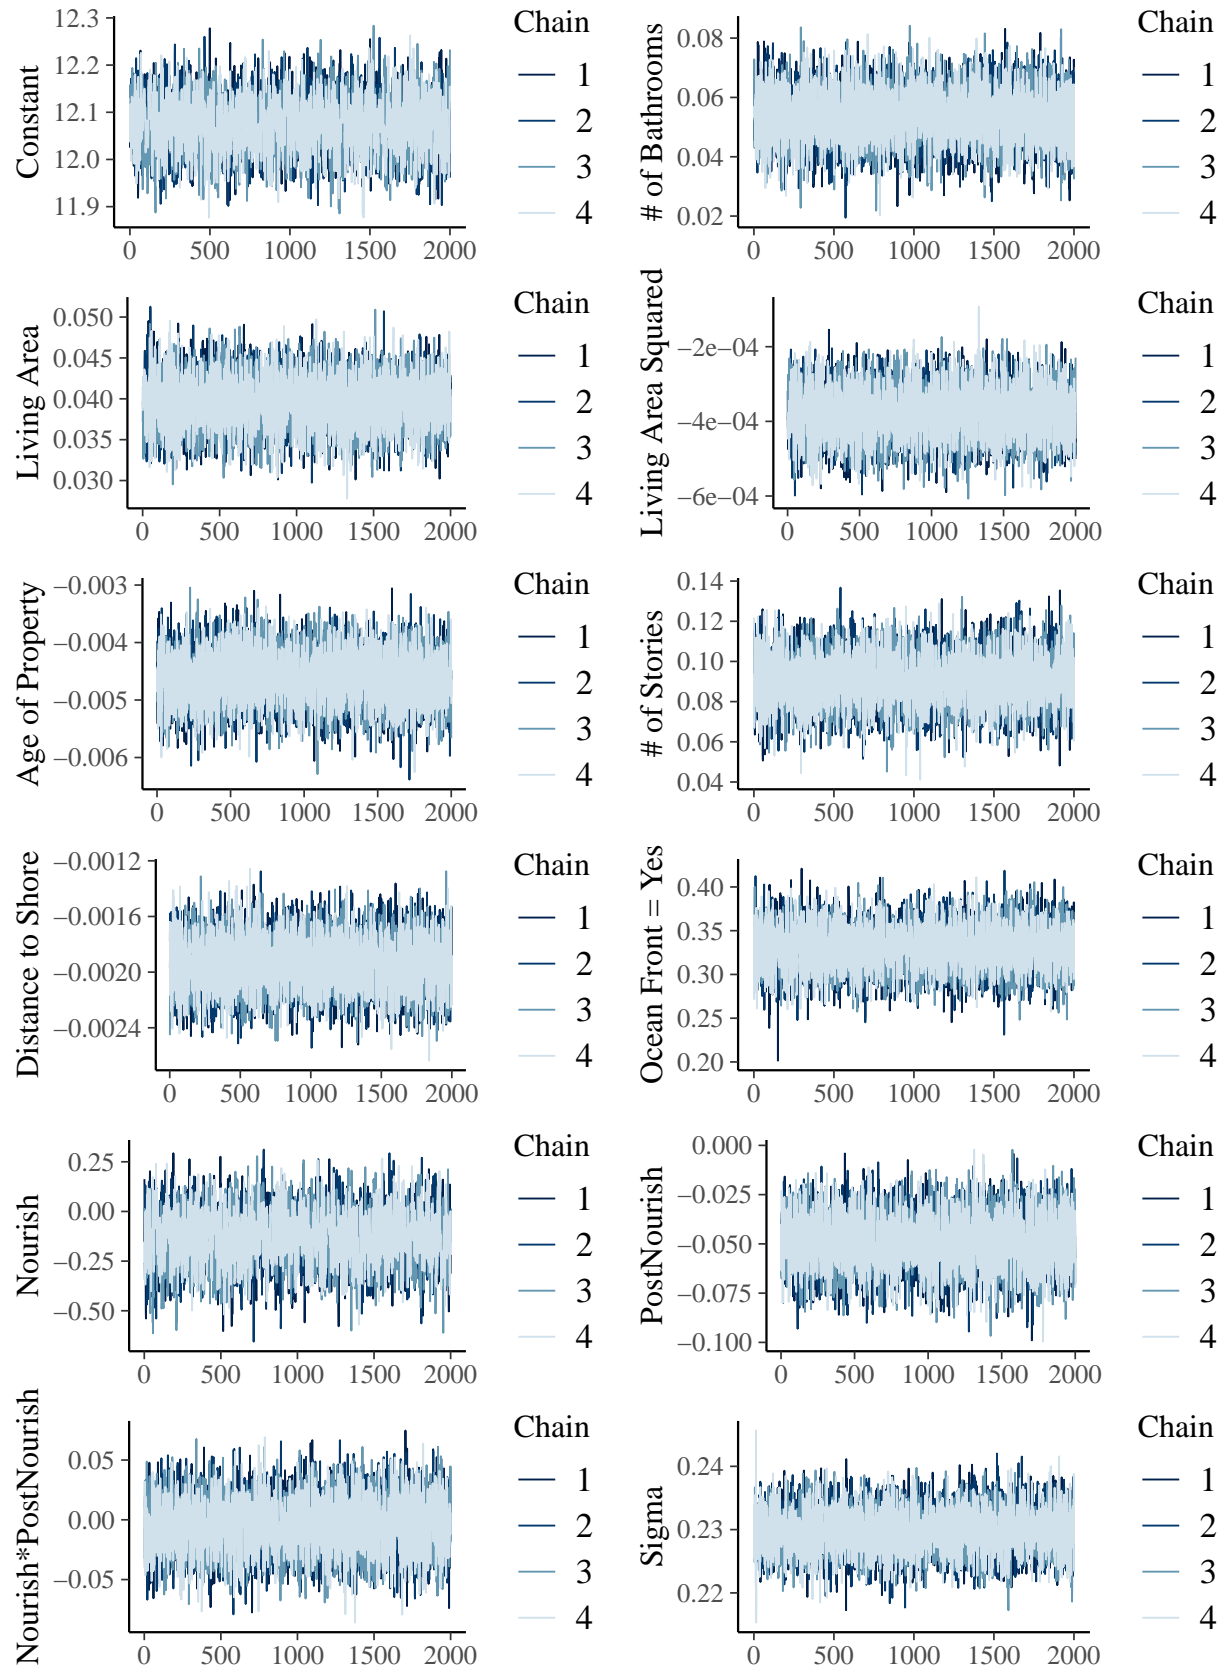 Constant
12.3
12.2
12.1
12.0
11.9
0 500 1000 1500 2000
Chain
1
2
3
4
# of Bathrooms
0.08
0.06
0.04
0.02
0 500 1000 1500 2000
Chain
1
2
3
4
Living Area
0.050
0.045
0.040
0.035
0.030
0 500 1000 1500 2000
Chain
1
2
3
4
Living Area Squared
−2e−04
−4e−04
−6e−04
0 500 1000 1500 2000
Chain
1
2
3
4
Age of Property
−0.003
−0.004
−0.005
−0.006
0 500 1000 1500 2000
Chain
1
2
3
4
# of Stories
0.14
0.12
0.10
0.08
0.06
0.04
0 500 1000 1500 2000
Chain
1
2
3
4
Distance to Shore
−0.0012
−0.0016
−0.0020
−0.0024
0 500 1000 1500 2000
Chain
1
2
3
4
Ocean Front = Yes
0.40
0.35
0.30
0.25
0.20
0 500 1000 1500 2000
Chain
1
2
3
4
Nourish
0.25
0.00
−0.25
−0.50
0 500 1000 1500 2000
Chain
1
2
3
4
PostNourish
0.000
−0.025
−0.050
−0.075
−0.100
0 500 1000 1500 2000
Chain
1
2
3
4
Nourish*PostNourish
0.05
0.00
−0.05
0 500 1000 1500 2000
Chain
1
2
3
4
Sigma
0.24
0.23
0.22
0 500 1000 1500 2000
Chain
1
2
3
4